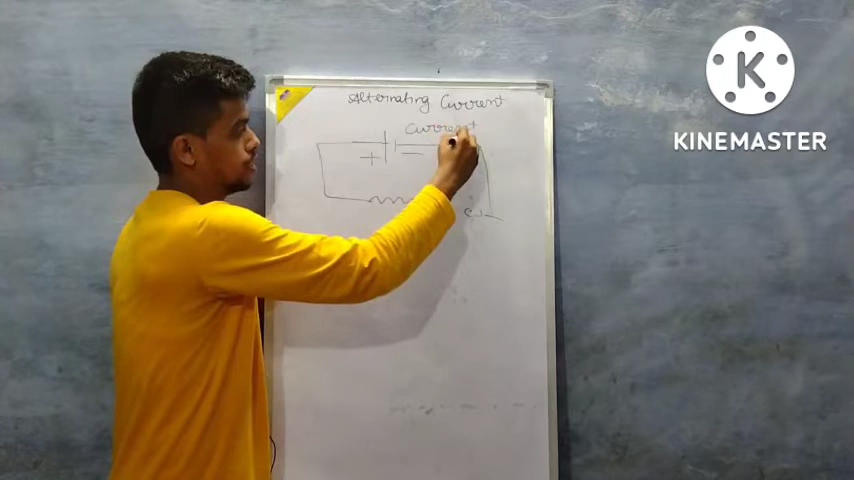 Alternating Current
Current
+ −
K
KINEMASTER